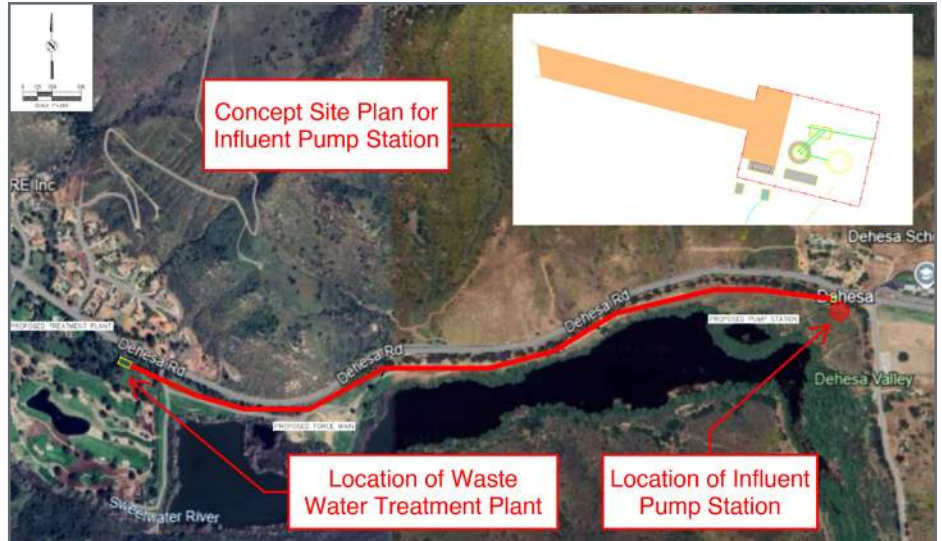 N
Concept Site Plan for
Influent Pump Station
RE Inc
Dehesa Scho
Dehesa Rd
Dehesa
PROPOSED PUMP STATION
PROPOSED TREATMENT PLANT
Dehesa Rd
Dehesa Rd
Dehesa Valley
PROPOSED FORCE MAIN
Location of Waste
Water Treatment Plant
Location of Influent
Pump Station
Sweetwater River